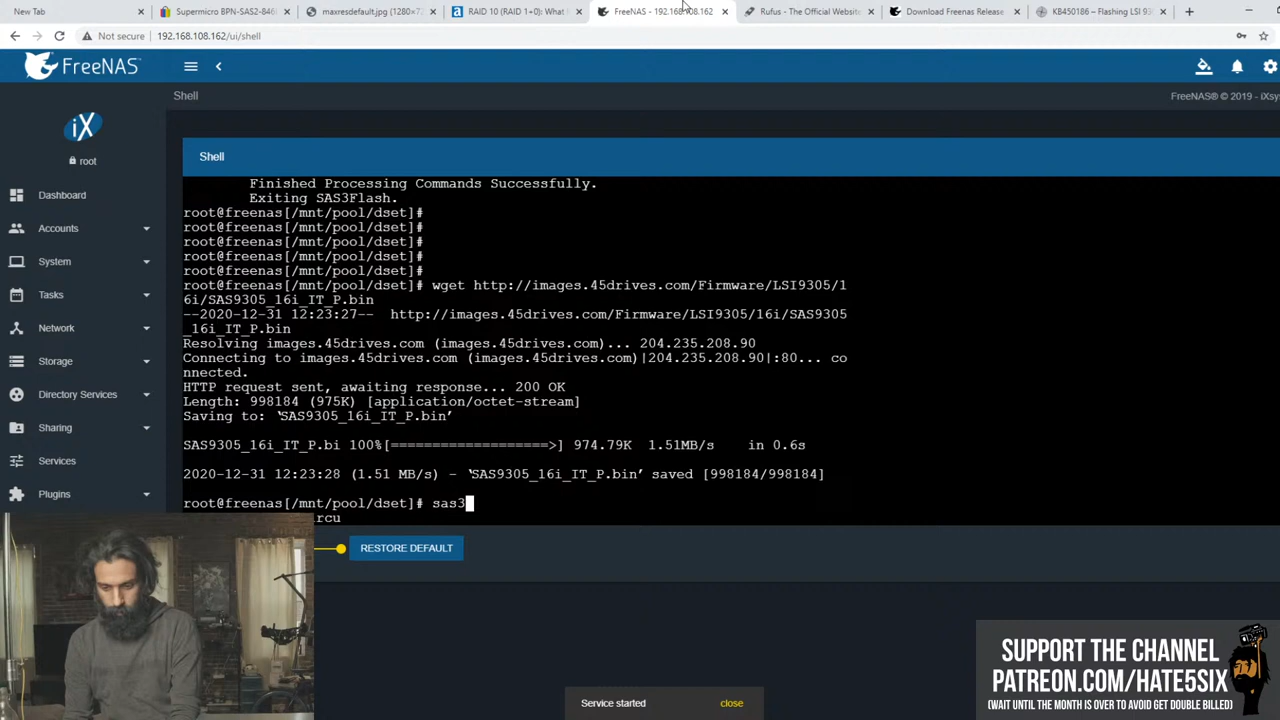 New Tab
Supermicro BPN-SAS2-846
maxresdefault.jpg (1280×72
RAID 10 (RAID 1+0): What
FreeNAS - 192.168.108.162
Rufus - The Official Website
Download Freenas Release
KB450186 – Flashing LSI 93
Not secure
192.168.108.162/ui/shell
FreeNAS
Shell
FreeNAS® © 2019 - iXsy
iX
root
Dashboard
Accounts
System
Tasks
Network
Storage
Directory Services
Sharing
Services
Plugins
Shell
Finished Processing Commands Successfully.
Exiting SAS3Flash.
root@freenas[/mnt/pool/dset]#
root@freenas[/mnt/pool/dset]#
root@freenas[/mnt/pool/dset]#
root@freenas[/mnt/pool/dset]#
root@freenas[/mnt/pool/dset]#
root@freenas[/mnt/pool/dset]# wget http://images.45drives.com/Firmware/LSI9305/1
6i/SAS9305_16i_IT_P.bin
--2020-12-31 12:23:27-- http://images.45drives.com/Firmware/LSI9305/16i/SAS9305
_16i_IT_P.bin
Resolving images.45drives.com (images.45drives.com)... 204.235.208.90
Connecting to images.45drives.com (images.45drives.com)|204.235.208.90|:80... co
nnected.
HTTP request sent, awaiting response... 200 OK
Length: 998184 (975K) [application/octet-stream]
Saving to: ‘SAS9305_16i_IT_P.bin’
SAS9305_16i_IT_P.bi 100%[===================>] 974.79K 1.51MB/s in 0.6s
2020-12-31 12:23:28 (1.51 MB/s) - ‘SAS9305_16i_IT_P.bin’ saved [998184/998184]
root@freenas[/mnt/pool/dset]# sas3
rcu
RESTORE DEFAULT
Service started
close
SUPPORT THE CHANNEL
PATREON.COM/HATE5SIX
(WAIT UNTIL THE MONTH IS OVER TO AVOID GET DOUBLE BILLED)